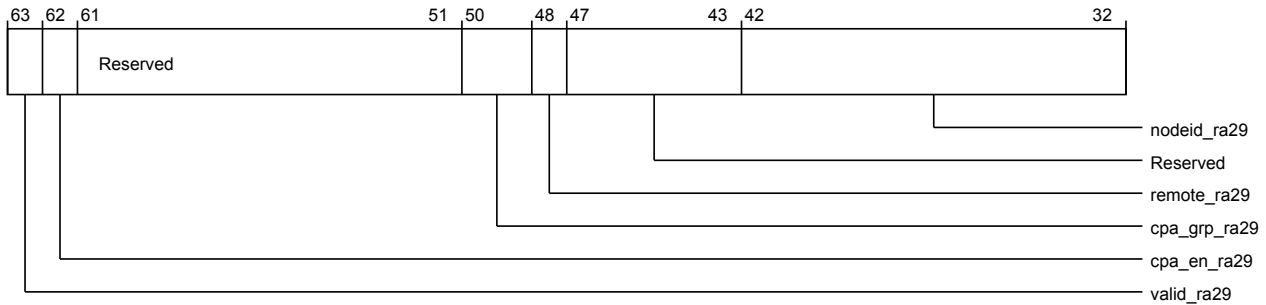 63 62 61 51 50 48 47 43 42 32
Reserved
nodeid_ra29
Reserved
remote_ra29
cpa_grp_ra29
cpa_en_ra29
valid_ra29